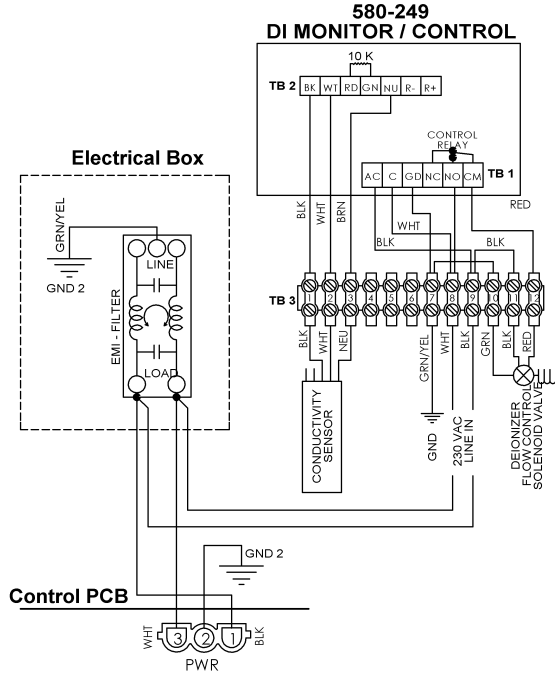 580-249
DI MONITOR / CONTROL
10 K
TB 2
BK WT RD GN NU R- R+
CONTROL
RELAY
TB 1
AC C GD NC NO CM
Electrical Box
RED
BLK
WHT
BRN
WHT
BLK
BLK
GRN/YEL
GND 2
LINE
EMI - FILTER
LOAD
TB 3
1 2 3 4 5 6 7 8 9 10 11 12
BLK
WHT
NEU
GRN/YEL
WHT
BLK
GRN
BLK
RED
CONDUCTIVITY
SENSOR
GND
230 VAC
LINE IN
DEIONIZER
FLOW CONTROL
SOLENOID VALVE
GND 2
Control PCB
WHT
3 2 1
BLK
PWR